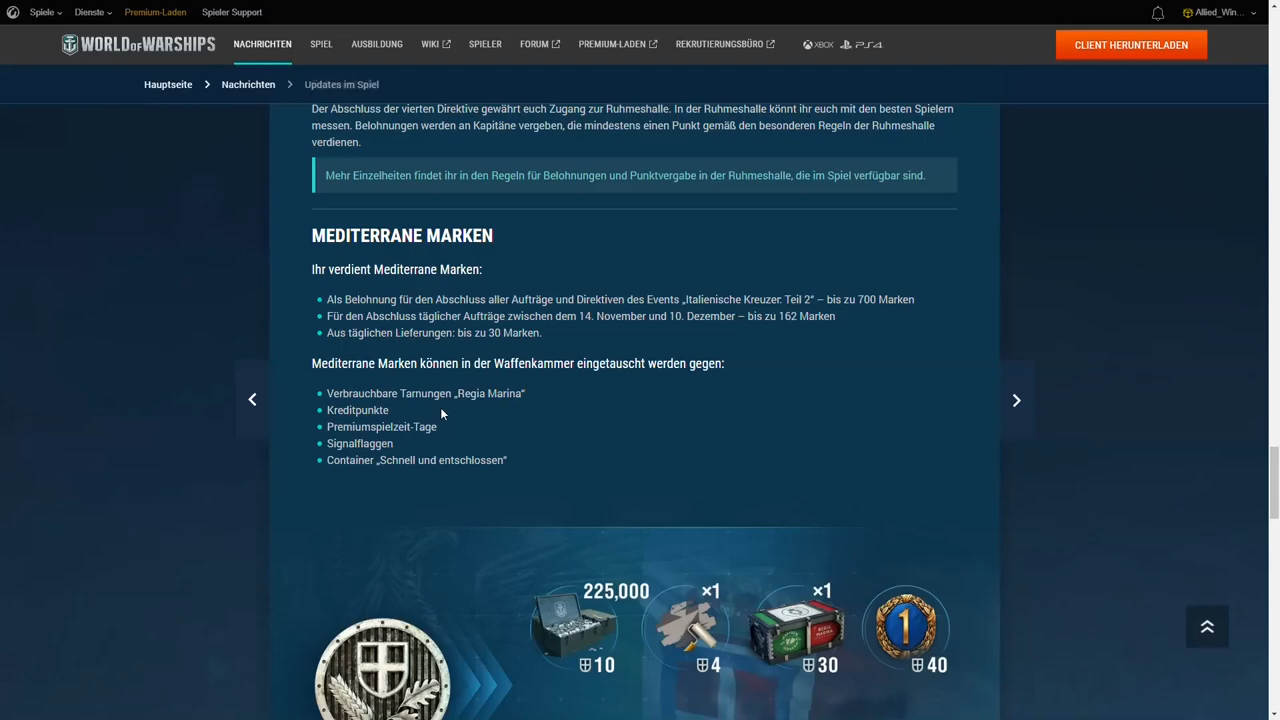 Spiele Dienste Premium-Laden Spieler Support Allied_Win...
WORLD OF WARSHIPS NACHRICHTEN SPIEL AUSBILDUNG WIKI SPIELER FORUM PREMIUM-LADEN REKRUTIERUNGSBÜRO XBOX PS4 CLIENT HERUNTERLADEN
Hauptseite > Nachrichten > Updates im Spiel
Der Abschluss der vierten Direktive gewährt euch Zugang zur Ruhmeshalle. In der Ruhmeshalle könnt ihr euch mit den besten Spielern
messen. Belohnungen werden an Kapitäne vergeben, die mindestens einen Punkt gemäß den besonderen Regeln der Ruhmeshalle
verdienen.
Mehr Einzelheiten findet ihr in den Regeln für Belohnungen und Punktvergabe in der Ruhmeshalle, die im Spiel verfügbar sind.
MEDITERRANE MARKEN
Ihr verdient Mediterrane Marken:
Als Belohnung für den Abschluss aller Aufträge und Direktiven des Events „Italienische Kreuzer. Teil 2“ – bis zu 700 Marken
Für den Abschluss täglicher Aufträge zwischen dem 14. November und 10. Dezember – bis zu 162 Marken
Aus täglichen Lieferungen: bis zu 30 Marken.
Mediterrane Marken können in der Waffenkammer eingetauscht werden gegen:
Verbrauchbare Tarnungen „Regia Marina“
Kreditpunkte
Premiumspielzeit-Tage
Signalflaggen
Container „Schnell und entschlossen“
225,000 ×1 ×1
REGIA MARINA 1
10 4 30 40